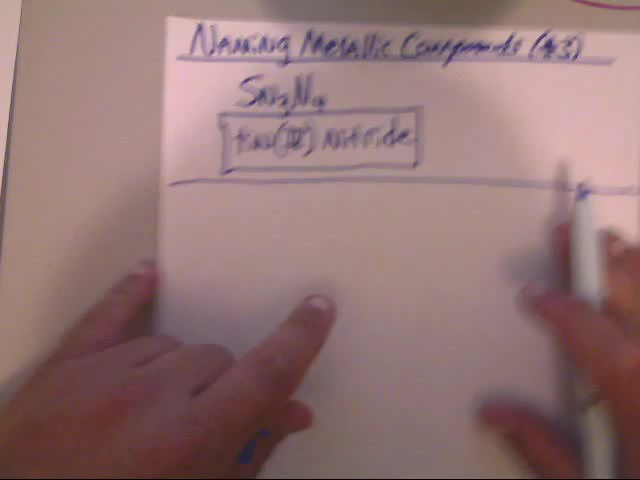 Naming Metallic Compounds (#3)
Sn₃N₄
tin(IV) nitride